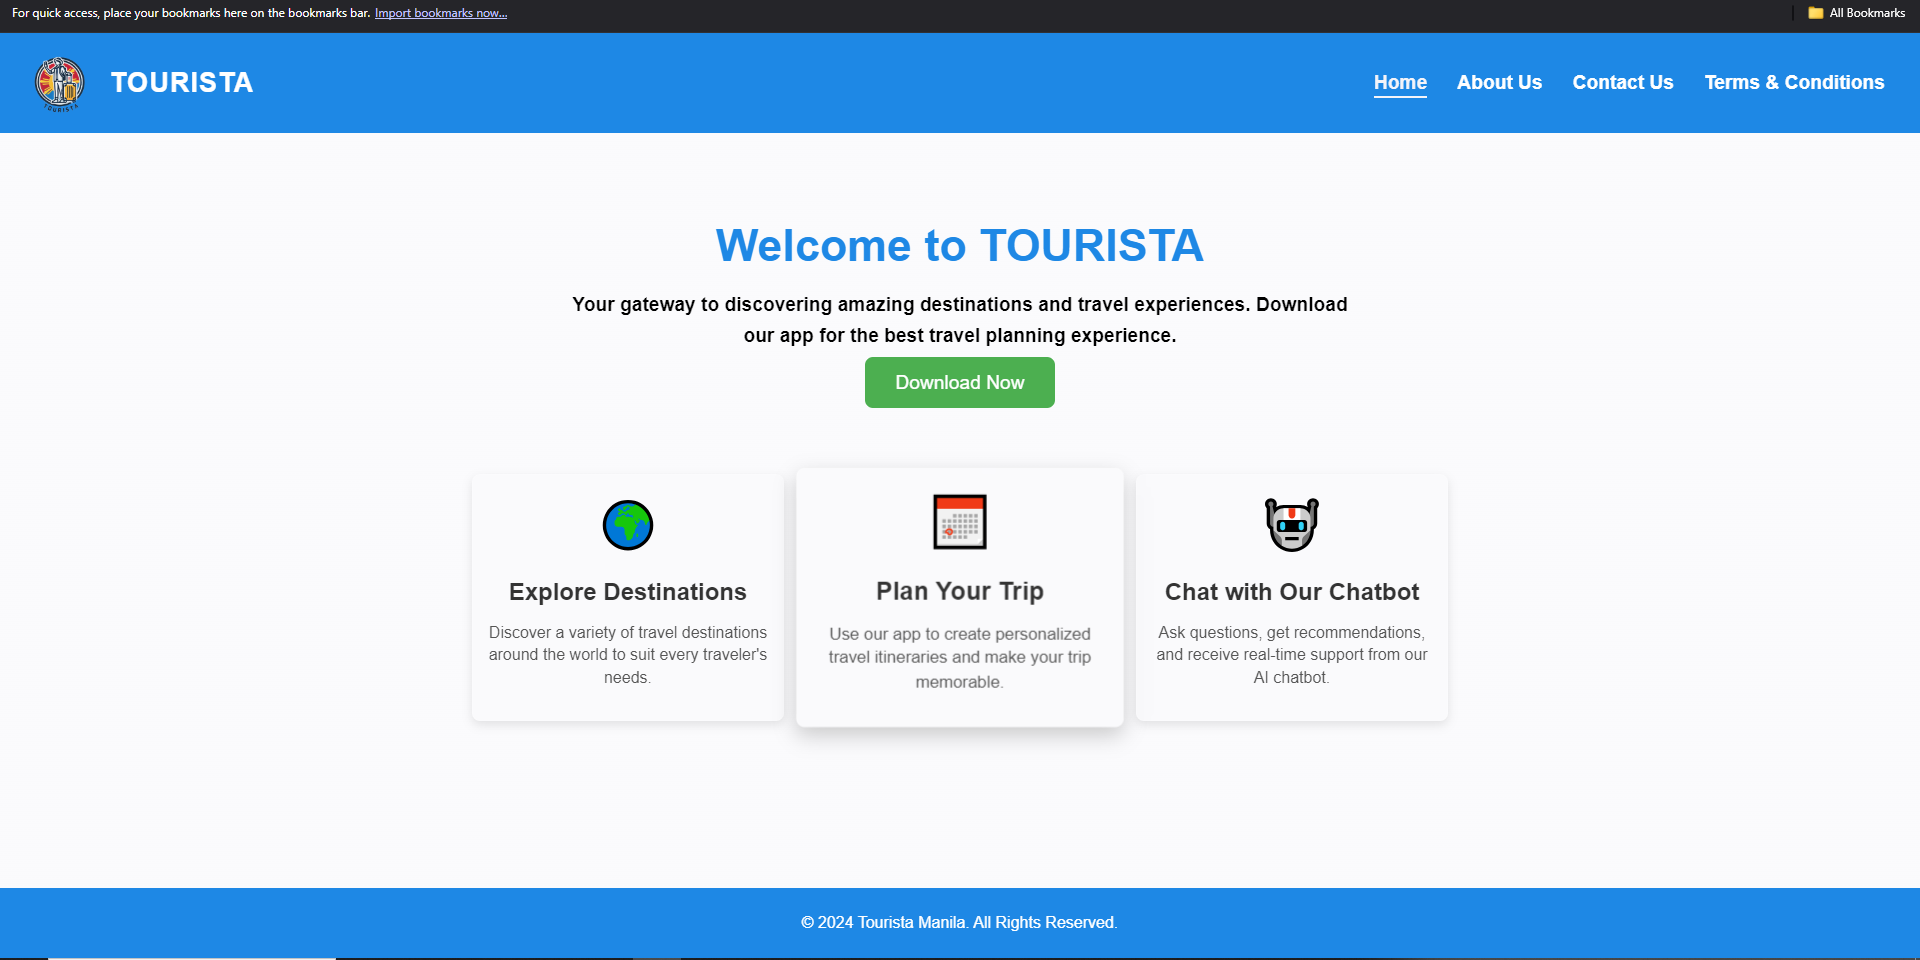 For quick access, place your bookmarks here on the bookmarks bar. Import bookmarks now...
All Bookmarks
TOURISTA
TOURISTA
Home
About Us
Contact Us
Terms & Conditions
Welcome to TOURISTA
Your gateway to discovering amazing destinations and travel experiences. Download
our app for the best travel planning experience.
Download Now
Explore Destinations
Discover a variety of travel destinations
around the world to suit every traveler's
needs.
Plan Your Trip
Use our app to create personalized
travel itineraries and make your trip
memorable.
Chat with Our Chatbot
Ask questions, get recommendations,
and receive real-time support from our
AI chatbot.
© 2024 Tourista Manila. All Rights Reserved.